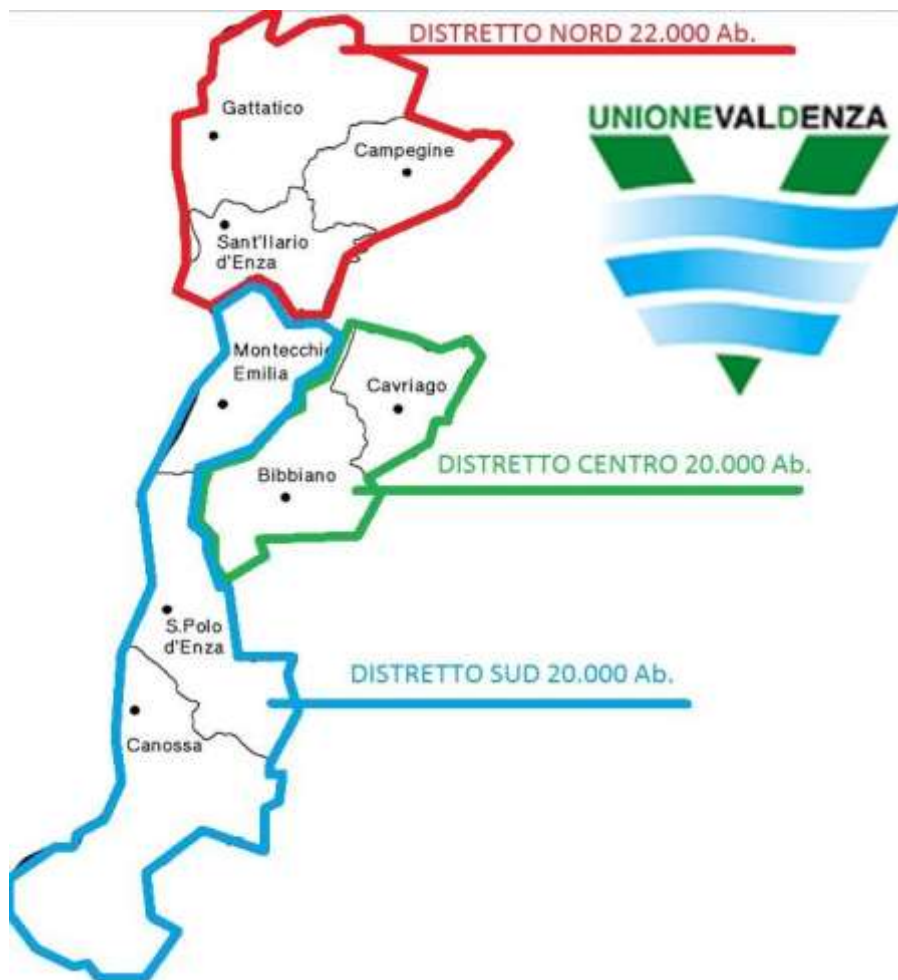 DISTRETTO NORD 22.000 Ab.
Gattatico
UNIONEVALDENZA
Campegine
Sant'Ilario
d'Enza
Montecchio
Emilia
Cavriago
DISTRETTO CENTRO 20.000 Ab.
Bibbiano
S.Polo
d'Enza
DISTRETTO SUD 20.000 Ab.
Canossa